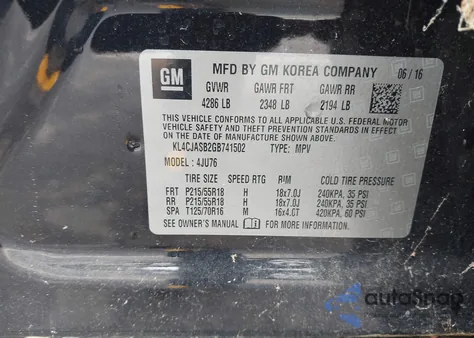 GM
MFD BY GM KOREA COMPANY 06/16
GVWR GAWR FRT GAWR RR
4286 LB 2348 LB 2194 LB
THIS VEHICLE CONFORMS TO ALL APPLICABLE U.S. FEDERAL MOTOR
VEHICLE SAFETY AND THEFT PREVENTION STANDARDS IN EFFECT ON THE
DATE OF MANUFACTURE SHOWN ABOVE.
KL4CJASB2GB741502 TYPE: MPV
MODEL: 4JU76
TIRE SIZE SPEED RTG RIM
FRT P215/55R18 H 18x7.0J 240KPA, 35 PSI
RR P215/55R18 H 18x7.0J 240KPA, 35 PSI
SPA T125/70R16 M 16x4.CT 420KPA, 60 PSI
SEE OWNER'S MANUAL FOR MORE INFORMATION.
autoSnap